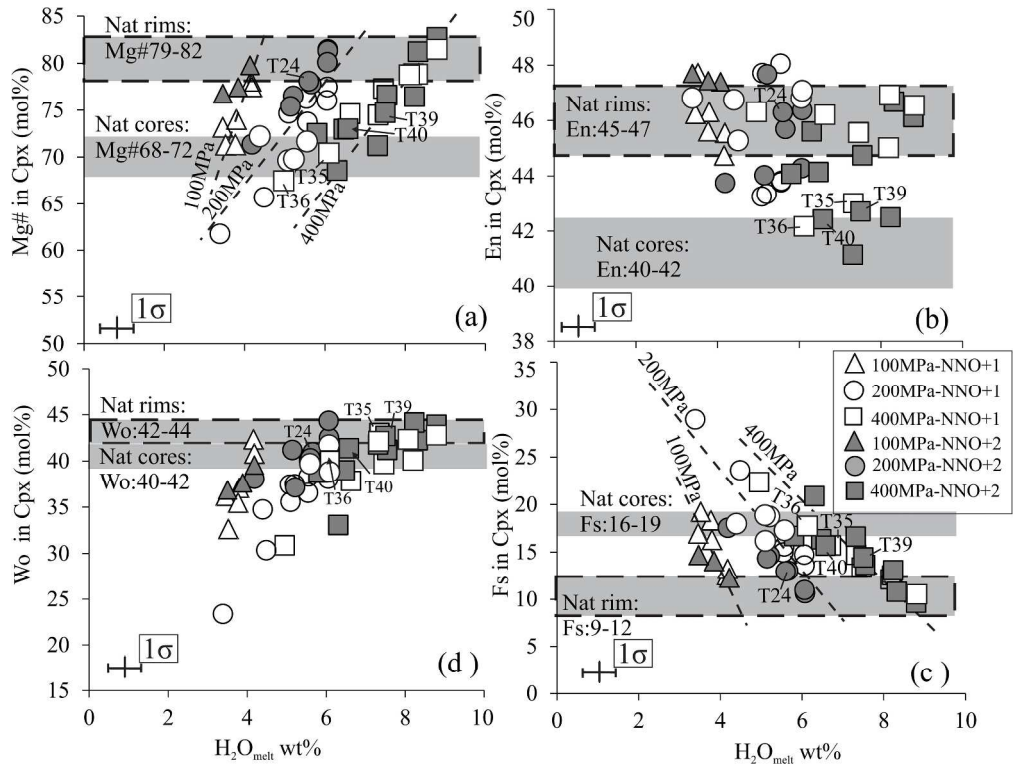 Mg# in Cpx (mol%)
85
80
75
70
65
60
55
50
Nat rims:
Mg#79-82
Nat cores:
Mg#68-72
T24
T39
T40
T35
T36
100MPa
200MPa
400MPa
1σ
(a)
En in Cpx (mol%)
50
48
46
44
42
40
38
Nat rims:
En:45-47
Nat cores:
En:40-42
T24
T35
T39
T36
T40
1σ
(b)
Wo in Cpx (mol%)
50
45
40
35
30
25
20
15
Nat rims:
Wo:42-44
Nat cores:
Wo:40-42
T24
T35
T39
T36
T40
1σ
(d)
0 2 4 6 8 10
H₂Oₘₑₗₜ wt%
Fs in Cpx (mol%)
35
30
25
20
15
10
5
0
200MPa
400MPa
100MPa
Nat cores:
Fs:16-19
Nat rim:
Fs:9-12
T36
T35
T39
T40
T24
1σ
(c)
100MPa-NNO+1
200MPa-NNO+1
400MPa-NNO+1
100MPa-NNO+2
200MPa-NNO+2
400MPa-NNO+2
0 2 4 6 8 10
H₂Oₘₑₗₜ wt%